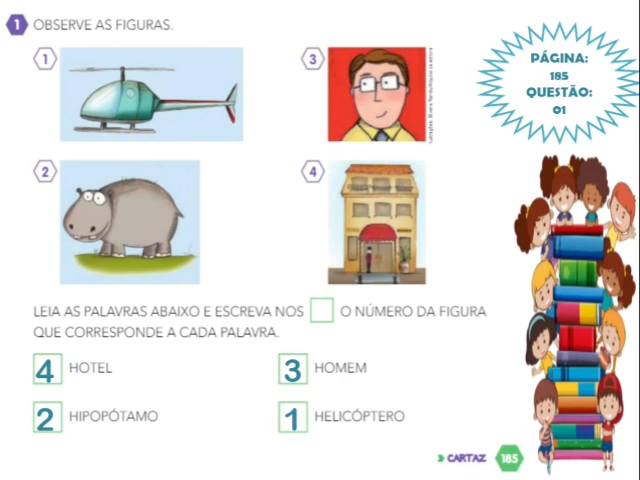 1 OBSERVE AS FIGURAS.
1
3
2
4
PÁGINA:
185
QUESTÃO:
01
LEIA AS PALAVRAS ABAIXO E ESCREVA NOS O NÚMERO DA FIGURA
QUE CORRESPONDE A CADA PALAVRA.
4 HOTEL
3 HOMEM
2 HIPOPÓTAMO
1 HELICÓPTERO
CARTAZ 185